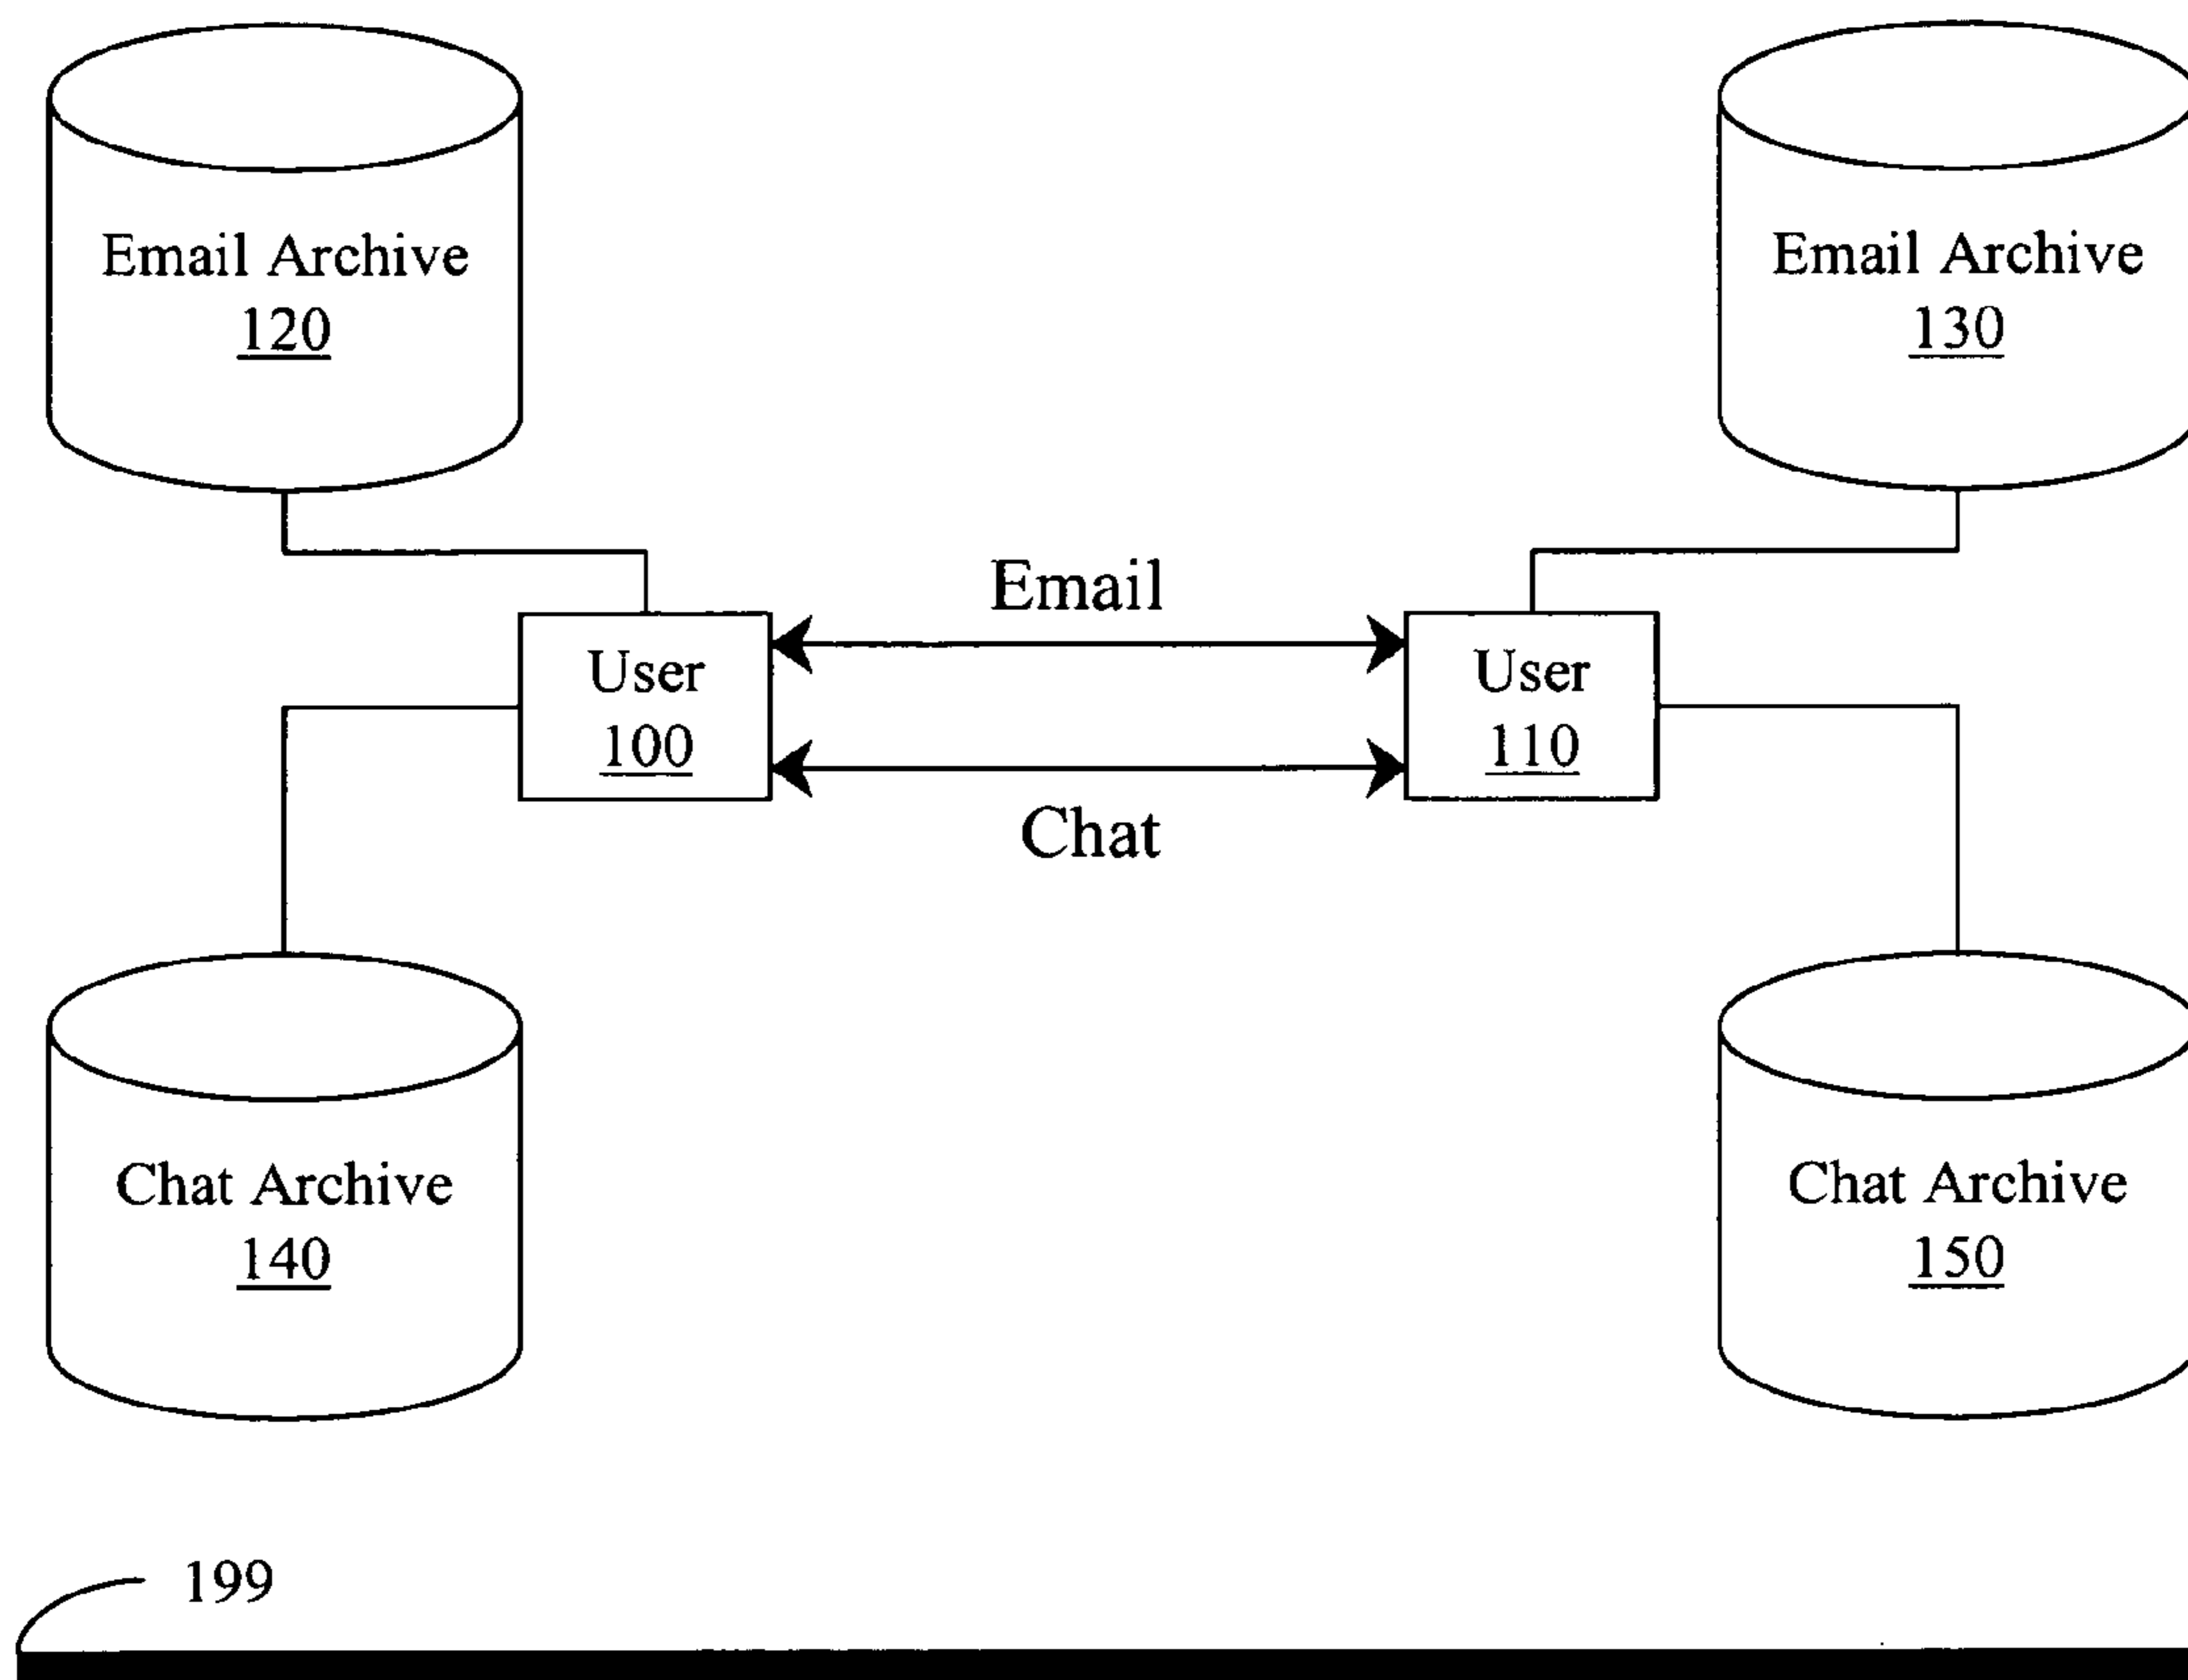 Email Archive
120
Email Archive
130
Email
User
100
User
110
Chat
Chat Archive
140
Chat Archive
150
199